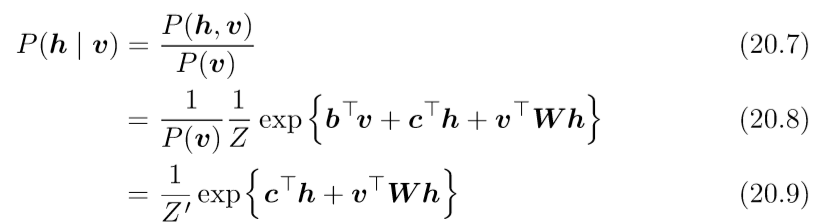 P(h | v) = P(h, v) / P(v) (20.7)
= 1/P(v) 1/Z exp{b⊤v + c⊤h + v⊤Wh} (20.8)
= 1/Z′ exp{c⊤h + v⊤Wh} (20.9)